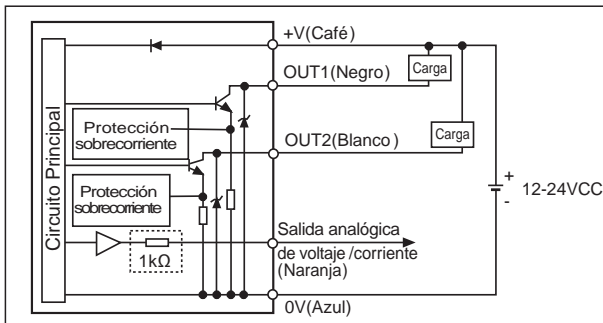 +V(Café)
OUT1(Negro)
Carga
Protección
sobrecorriente
OUT2(Blanco)
Carga
Circuito Principal
Protección
sobrecorriente
+
-
12-24VCC
Salida analógica
de voltaje /corriente
(Naranja)
1kΩ
0V(Azul)